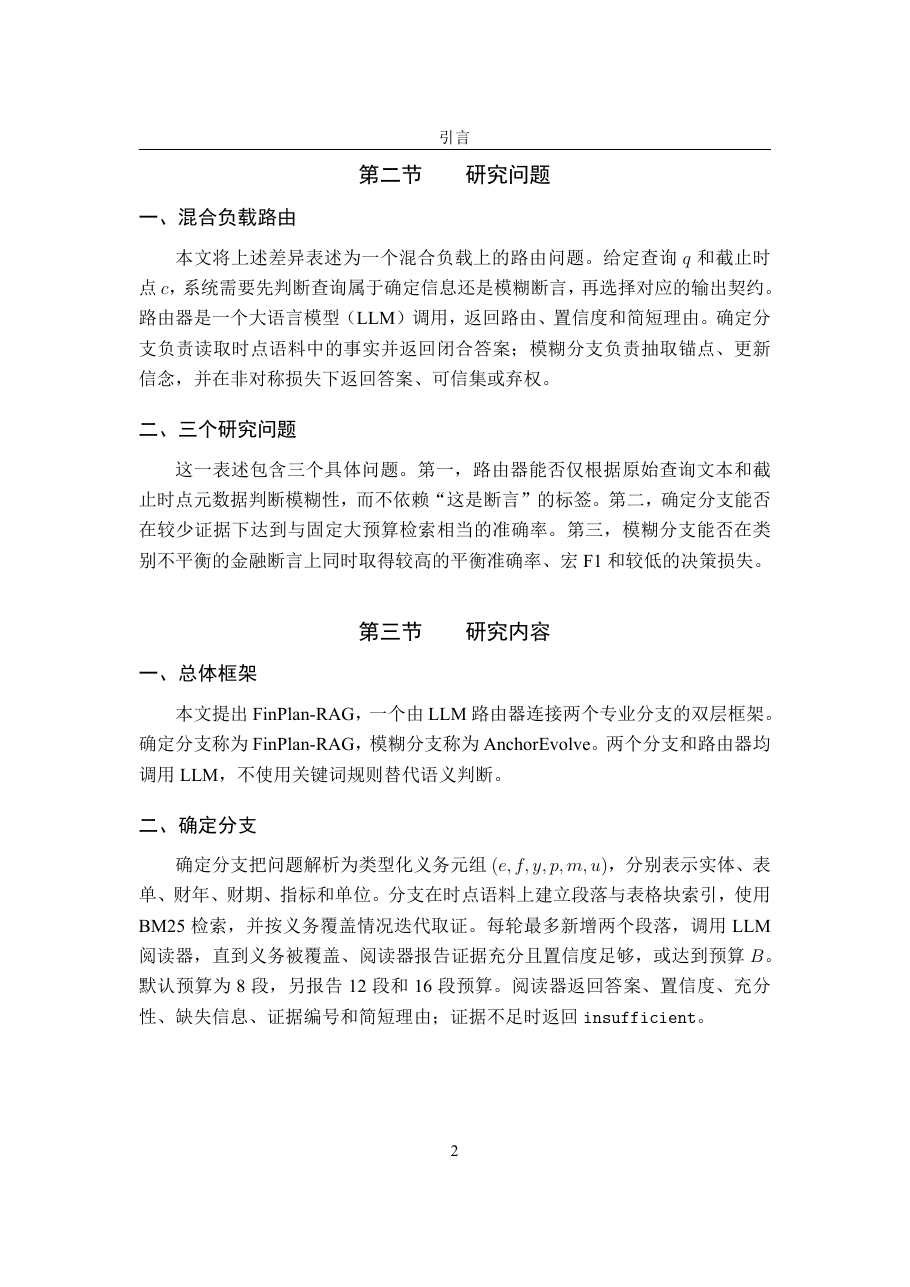 引言
第二节 研究问题
一、混合负载路由
本文将上述差异表述为一个混合负载上的路由问题。给定查询 q 和截止时
点 c，系统需要先判断查询属于确定信息还是模糊断言，再选择对应的输出契约。
路由器是一个大语言模型（LLM）调用，返回路由、置信度和简短理由。确定分
支负责读取时点语料中的事实并返回闭合答案；模糊分支负责抽取锚点、更新
信念，并在非对称损失下返回答案、可信集或弃权。
二、三个研究问题
这一表述包含三个具体问题。第一，路由器能否仅根据原始查询文本和截
止时点元数据判断模糊性，而不依赖“这是断言”的标签。第二，确定分支能否
在较少证据下达到与固定大预算检索相当的准确率。第三，模糊分支能否在类
别不平衡的金融断言上同时取得较高的平衡准确率、宏 F1 和较低的决策损失。
第三节 研究内容
一、总体框架
本文提出 FinPlan-RAG，一个由 LLM 路由器连接两个专业分支的双层框架。
确定分支称为 FinPlan-RAG，模糊分支称为 AnchorEvolve。两个分支和路由器均
调用 LLM，不使用关键词规则替代语义判断。
二、确定分支
确定分支把问题解析为类型化义务元组 (e, f, y, p, m, u)，分别表示实体、表
单、财年、财期、指标和单位。分支在时点语料上建立段落与表格块索引，使用
BM25 检索，并按义务覆盖情况迭代取证。每轮最多新增两个段落，调用 LLM
阅读器，直到义务被覆盖、阅读器报告证据充分且置信度足够，或达到预算 B。
默认预算为 8 段，另报告 12 段和 16 段预算。阅读器返回答案、置信度、充分
性、缺失信息、证据编号和简短理由；证据不足时返回 insufficient。
2